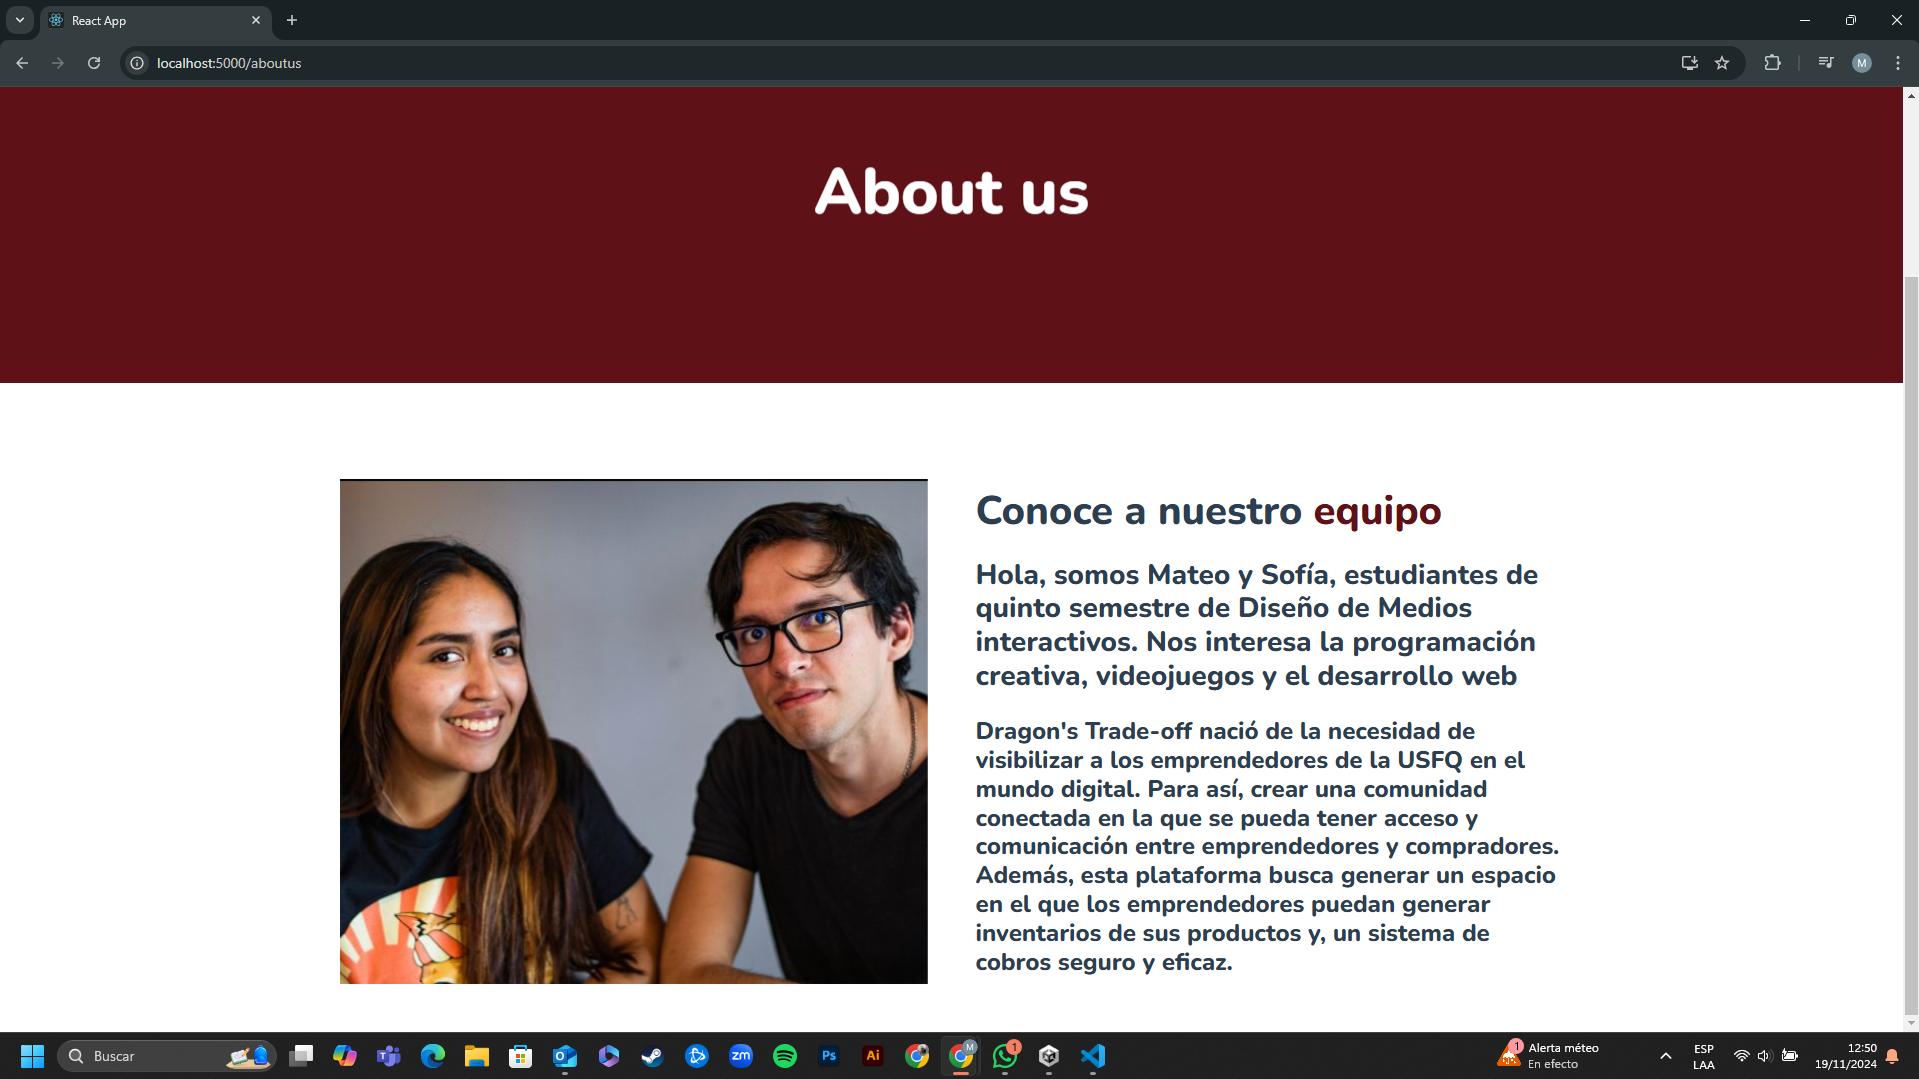 React App
localhost:5000/aboutus
M
About us
Conoce a nuestro equipo
Hola, somos Mateo y Sofía, estudiantes de
quinto semestre de Diseño de Medios
interactivos. Nos interesa la programación
creativa, videojuegos y el desarrollo web
Dragon's Trade-off nació de la necesidad de
visibilizar a los emprendedores de la USFQ en el
mundo digital. Para así, crear una comunidad
conectada en la que se pueda tener acceso y
comunicación entre emprendedores y compradores.
Además, esta plataforma busca generar un espacio
en el que los emprendedores puedan generar
inventarios de sus productos y, un sistema de
cobros seguro y eficaz.
Buscar
zm
Ps
Ai
M
1
1
Alerta méteo
En efecto
ESP
LAA
12:50
19/11/2024